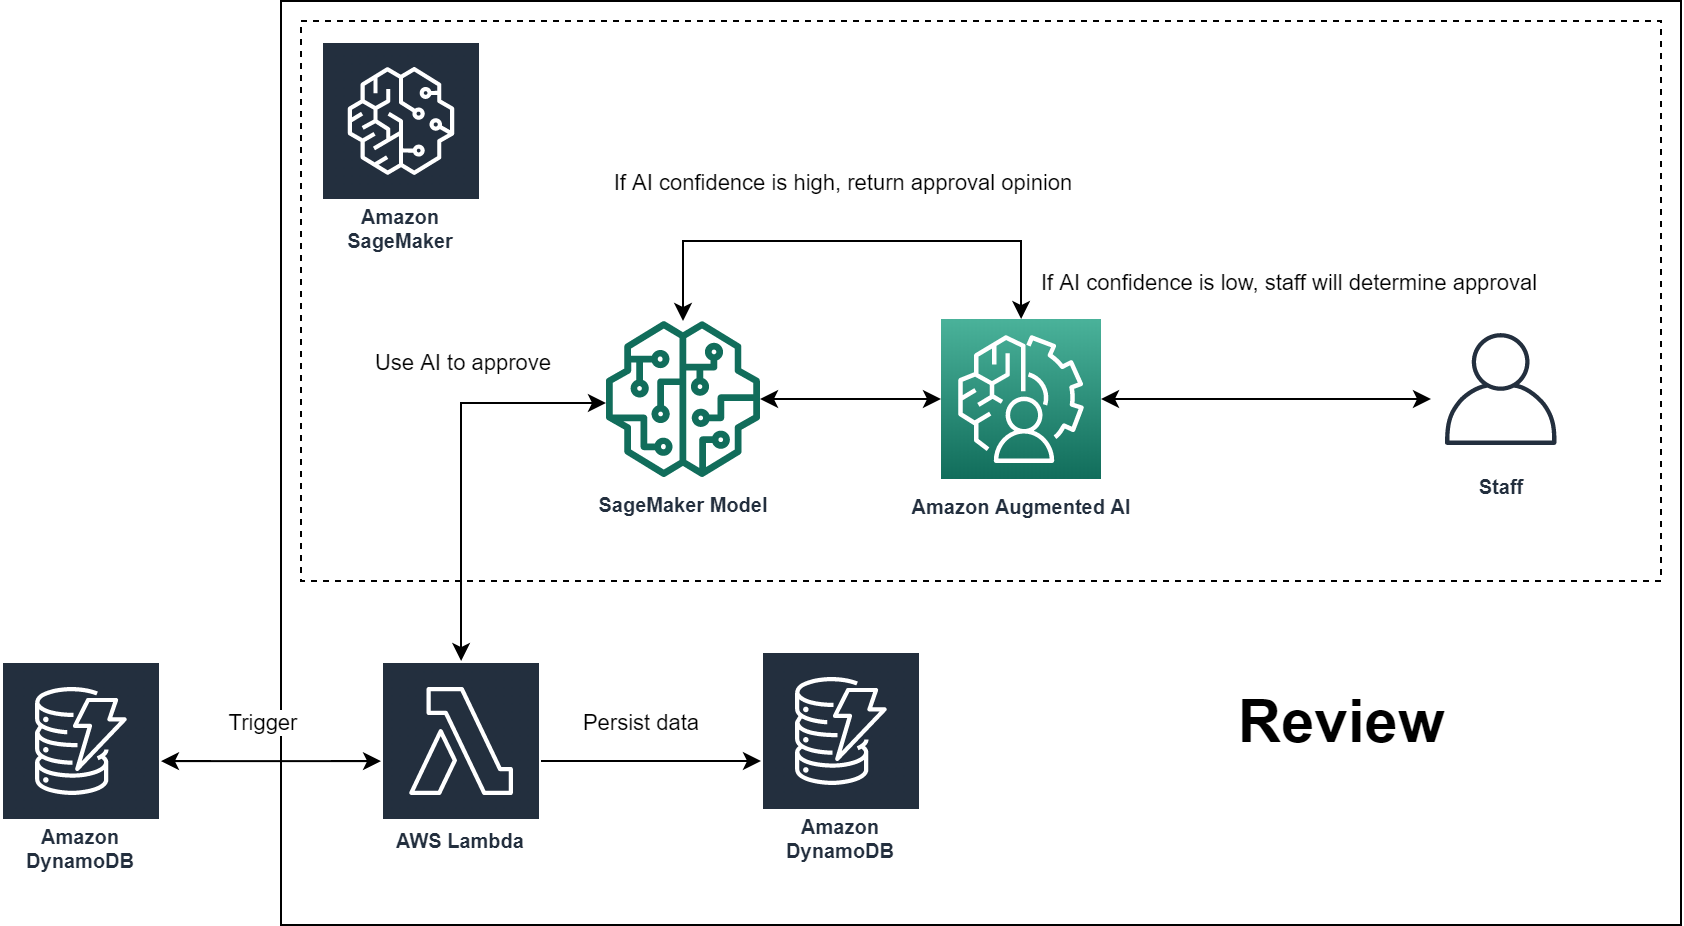 Amazon
SageMaker
If AI confidence is high, return approval opinion
If AI confidence is low, staff will determine approval
Use AI to approve
SageMaker Model
Amazon Augmented AI
Staff
Trigger
Persist data
Review
Amazon
DynamoDB
AWS Lambda
Amazon
DynamoDB